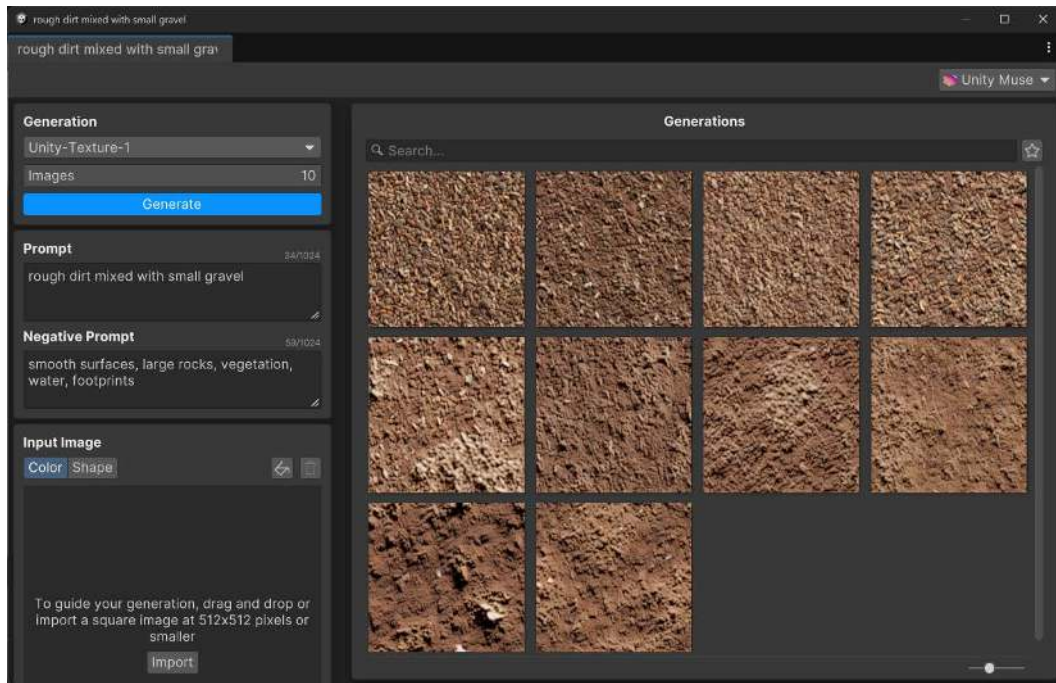 rough dirt mixed with small gravel
rough dirt mixed with small grav
Unity Muse
Generation
Unity-Texture-1
Images 10
Generate
Prompt 34/1024
rough dirt mixed with small gravel
Negative Prompt 59/1024
smooth surfaces, large rocks, vegetation,
water, footprints
Input Image
Color Shape
To guide your generation, drag and drop or
import a square image at 512x512 pixels or
smaller
Import
Generations
Search...